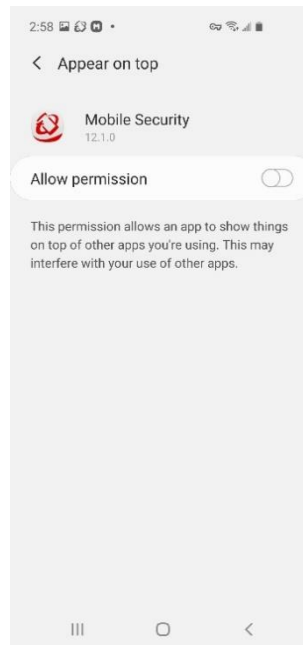 2:58
Appear on top
Mobile Security
12.1.0
Allow permission
This permission allows an app to show things
on top of other apps you're using. This may
interfere with your use of other apps.